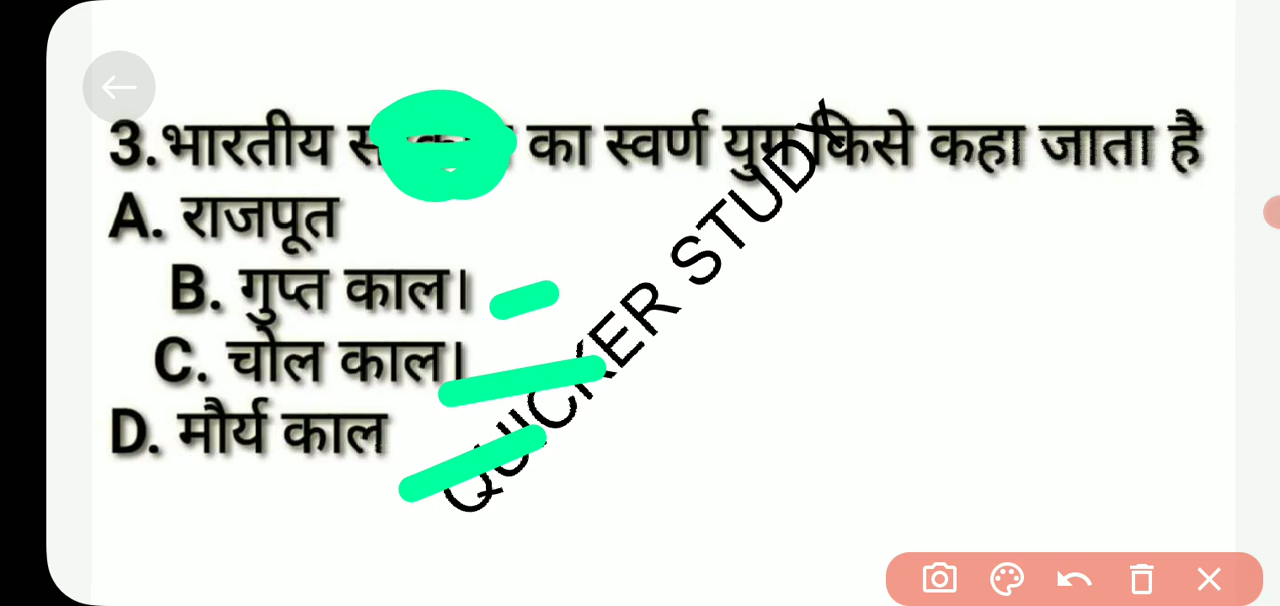 3.भारतीय का स्वर्ण युग किसे कहा जाता है
A. राजपूत
B. गुप्त काल।
C. चोल काल।
D. मौर्य काल
QUICKER STUDY